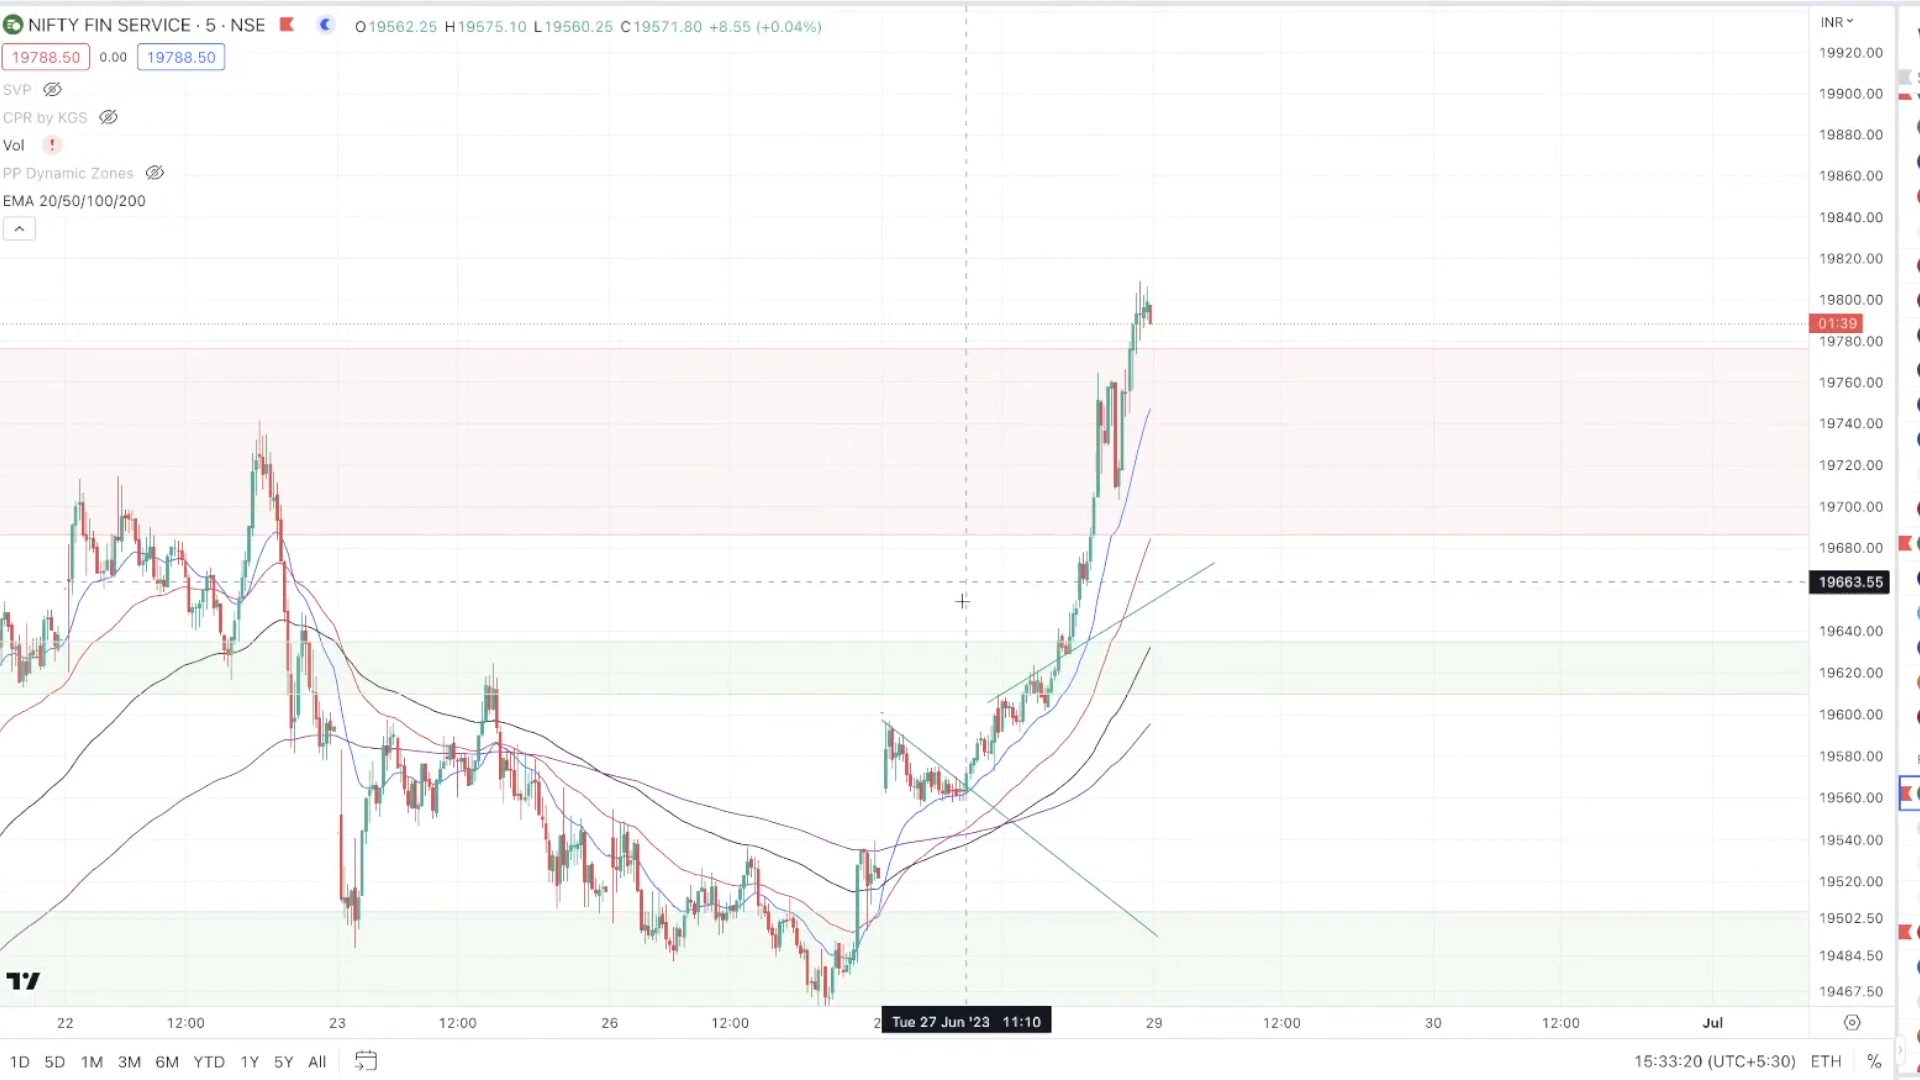 NIFTY FIN SERVICE · 5 · NSE O19562.25 H19575.10 L19560.25 C19571.80 +8.55 (+0.04%)
19788.50 0.00 19788.50
SVP
CPR by KGS
Vol !
PP Dynamic Zones
EMA 20/50/100/200
INR
19920.00
19900.00
19880.00
19860.00
19840.00
19820.00
19800.00
01:39
19780.00
19760.00
19740.00
19720.00
19700.00
19680.00
19663.55
19640.00
19620.00
19600.00
19580.00
19560.00
19540.00
19520.00
19502.50
19484.50
19467.50
22 12:00 23 12:00 26 12:00 2 Tue 27 Jun '23 11:10 29 12:00 30 12:00 Jul
1D 5D 1M 3M 6M YTD 1Y 5Y All 15:33:20 (UTC+5:30) ETH %